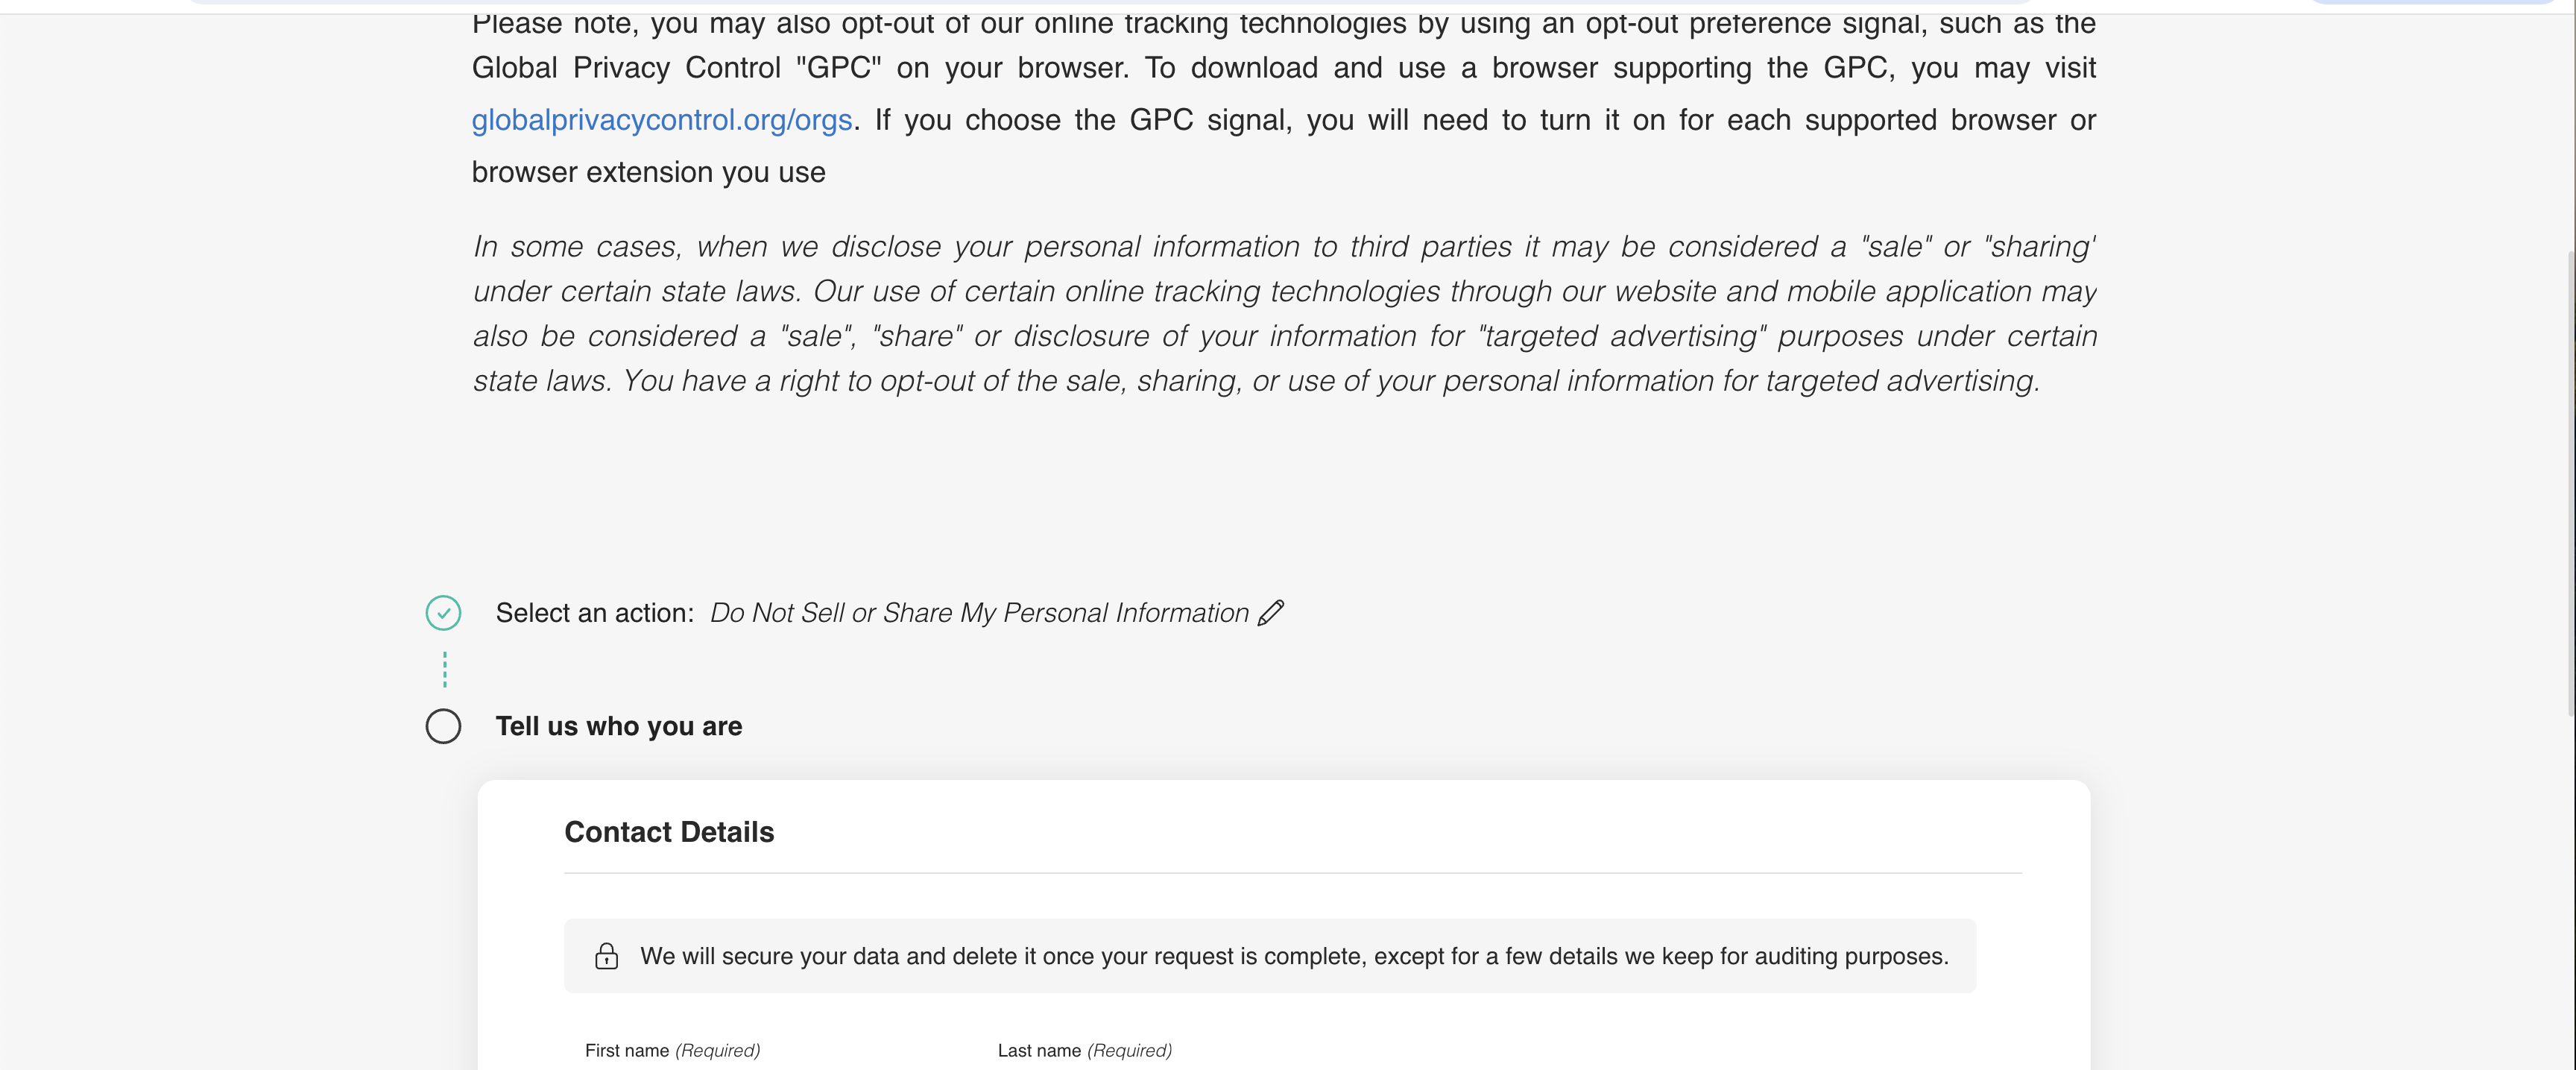 Please note, you may also opt-out of our online tracking technologies by using an opt-out preference signal, such as the
Global Privacy Control "GPC" on your browser. To download and use a browser supporting the GPC, you may visit
globalprivacycontrol.org/orgs. If you choose the GPC signal, you will need to turn it on for each supported browser or
browser extension you use
In some cases, when we disclose your personal information to third parties it may be considered a "sale" or "sharing'
under certain state laws. Our use of certain online tracking technologies through our website and mobile application may
also be considered a "sale", "share" or disclosure of your information for "targeted advertising" purposes under certain
state laws. You have a right to opt-out of the sale, sharing, or use of your personal information for targeted advertising.
Select an action: Do Not Sell or Share My Personal Information
Tell us who you are
Contact Details
We will secure your data and delete it once your request is complete, except for a few details we keep for auditing purposes.
First name (Required) Last name (Required)